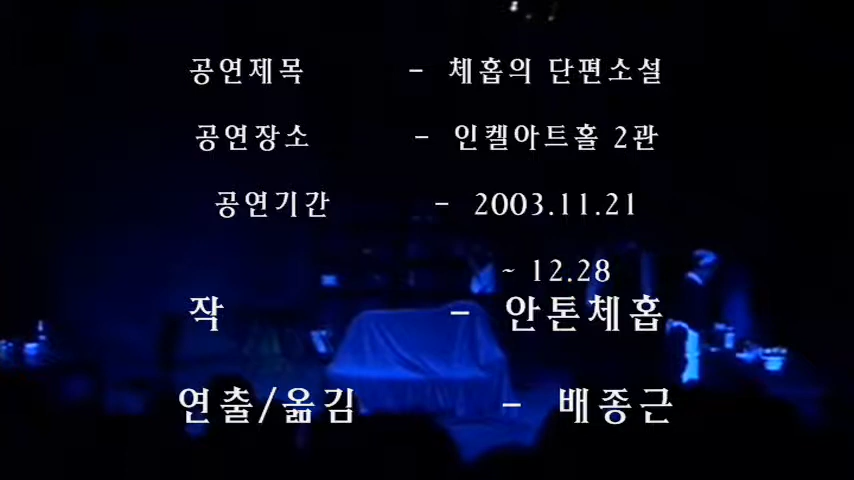 공연제목 - 체홉의 단편소설
공연장소 - 인켈아트홀 2관
공연기간 - 2003.11.21
~ 12.28
작 - 안톤체홉
연출/옮김 - 배종근